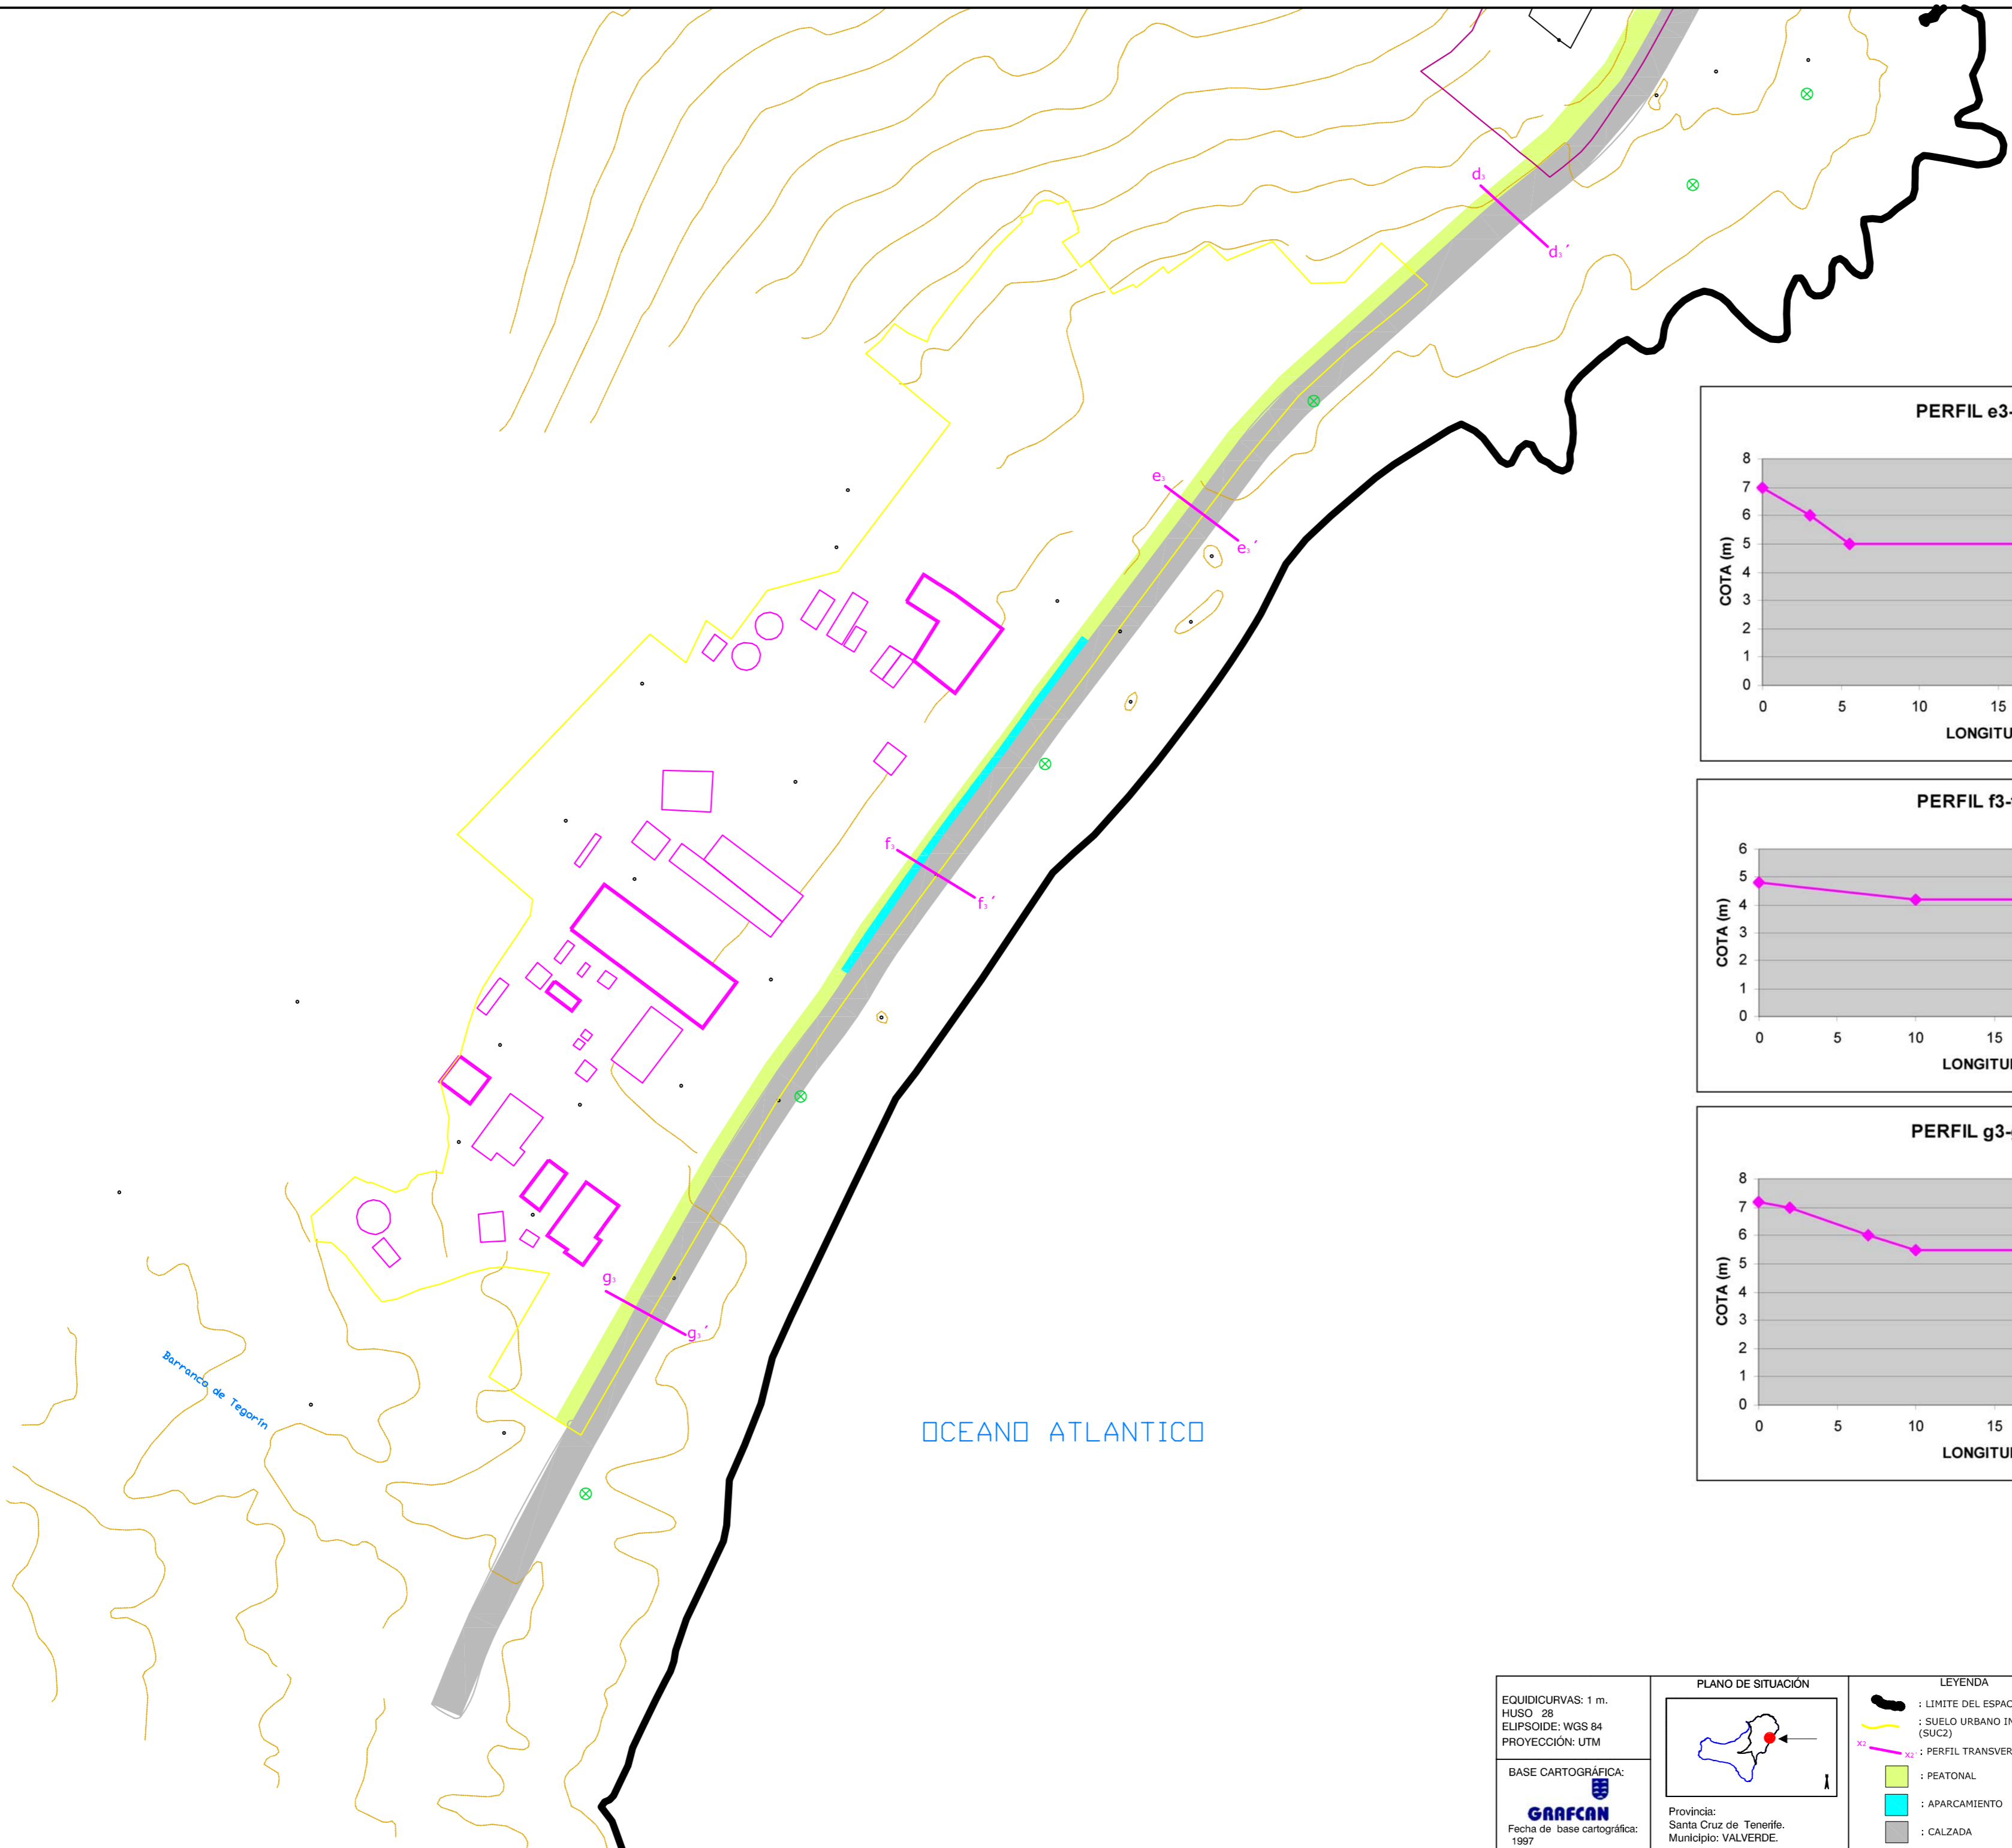 d₃
d₃´
e₃
e₃´
f₃
f₃´
g₃
g₃´
Barranco de Tegorín
OCEANO ATLANTICO
PERFIL e3-
COTA (m)
8
7
6
5
4
3
2
1
0
0 5 10 15
LONGITU
PERFIL f3-
COTA (m)
6
5
4
3
2
1
0
0 5 10 15
LONGITU
PERFIL g3-
COTA (m)
8
7
6
5
4
3
2
1
0
0 5 10 15
LONGITU
EQUIDICURVAS: 1 m.
HUSO 28
ELIPSOIDE: WGS 84
PROYECCIÓN: UTM
BASE CARTOGRÁFICA:
GRAFCAN
Fecha de base cartográfica:
1997
PLANO DE SITUACIÓN
Provincia:
Santa Cruz de Tenerife.
Municipio: VALVERDE.
LEYENDA
: LIMITE DEL ESPAC
: SUELO URBANO IN
(SUC2)
x2 x2´ : PERFIL TRANSVER
: PEATONAL
: APARCAMIENTO
: CALZADA